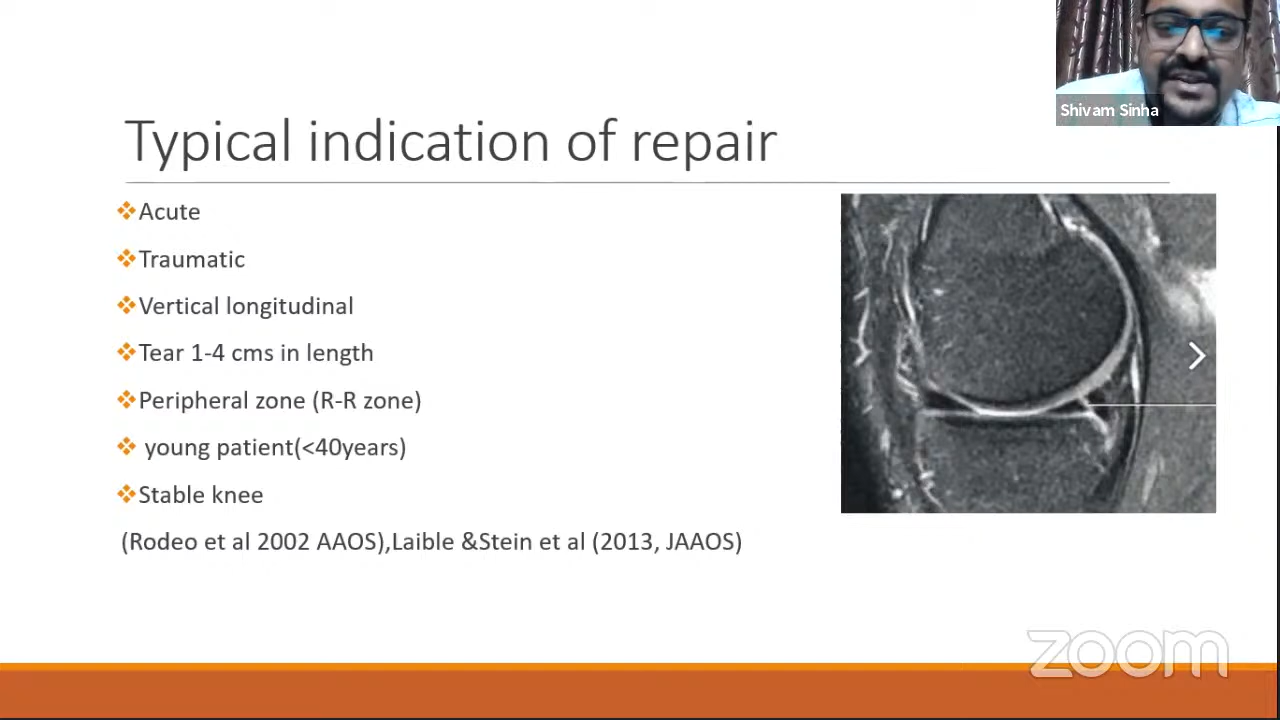 Shivam Sinha
Typical indication of repair
Acute
Traumatic
Vertical longitudinal
Tear 1-4 cms in length
Peripheral zone (R-R zone)
young patient(<40years)
Stable knee
(Rodeo et al 2002 AAOS),Laible &Stein et al (2013, JAAOS)
zoom